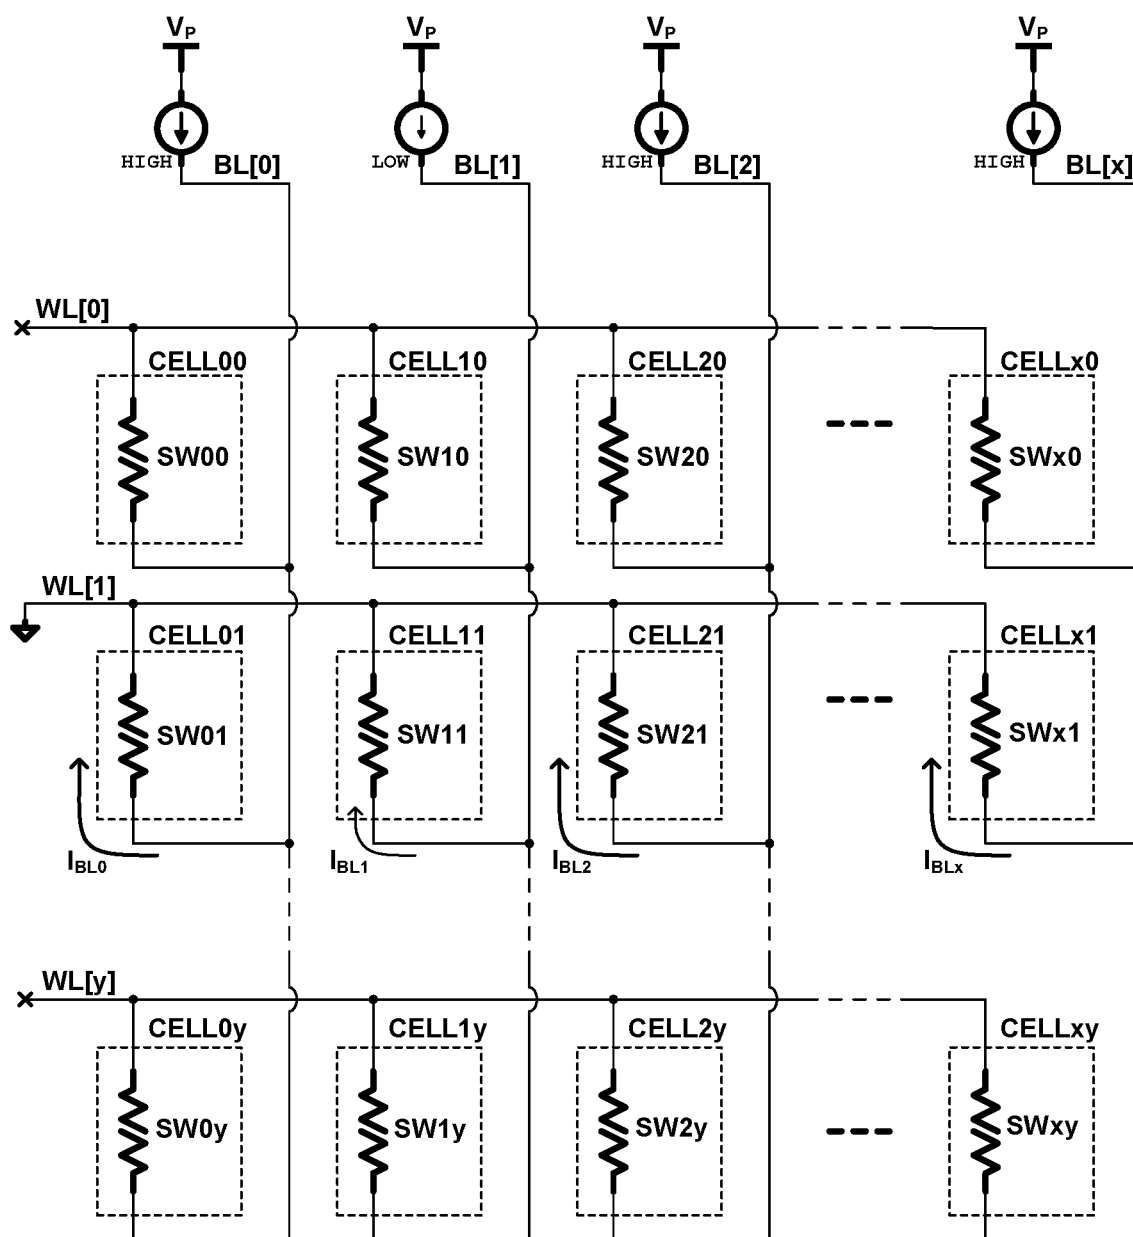 VP VP VP VP
HIGH BL[0] LOW BL[1] HIGH BL[2] HIGH BL[x]
WL[0]
CELL00 CELL10 CELL20 CELLx0
SW00 SW10 SW20 SWx0
WL[1]
CELL01 CELL11 CELL21 CELLx1
SW01 SW11 SW21 SWx1
IBL0 IBL1 IBL2 IBLx
WL[y]
CELL0y CELL1y CELL2y CELLxy
SW0y SW1y SW2y SWxy